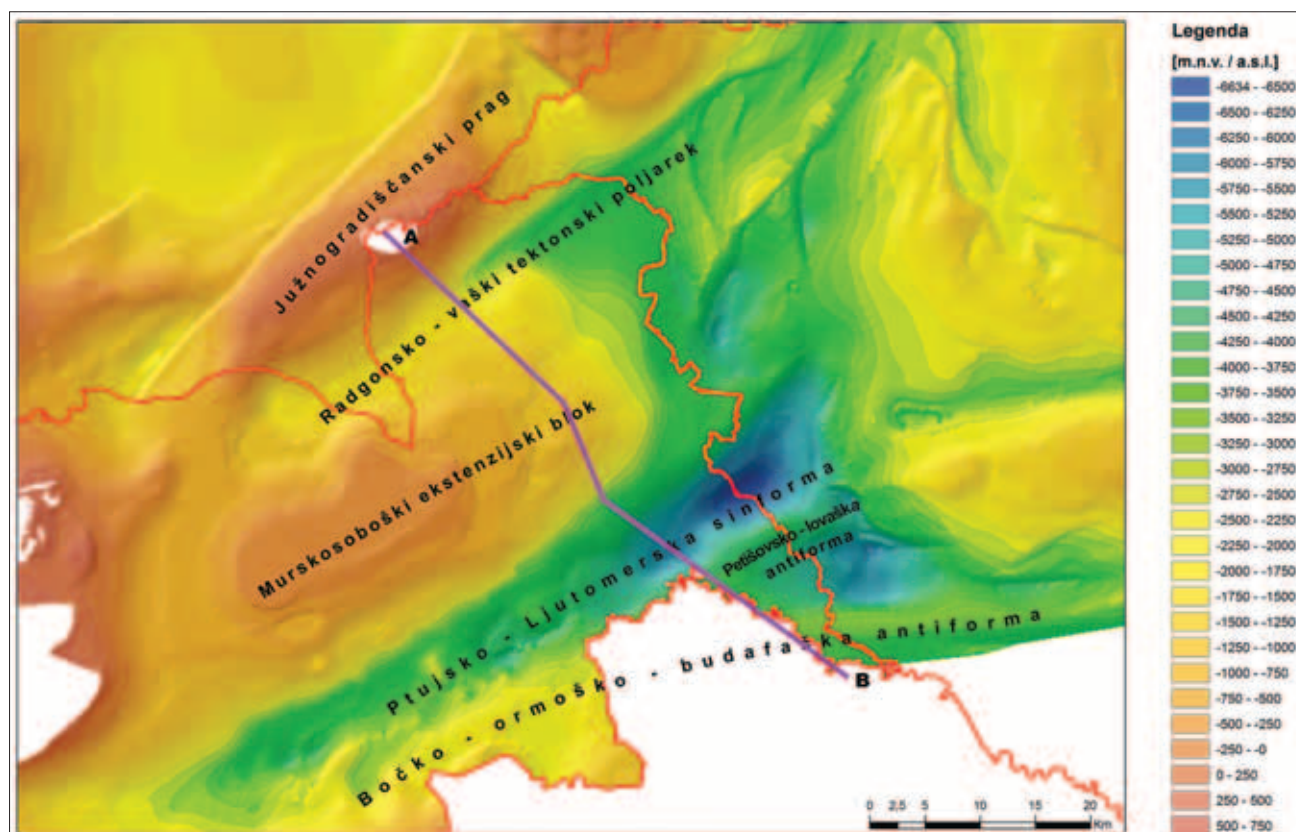 Južnogradiščanski prag
A
Radgonsko - vaški tektonski poljarek
Murskosoboški ekstenzijski blok
Ptujsko - Ljutomerska sinforma
Petišovsko - lovaška
antiforma
Bočko - ormoško - budafaška antiforma
B
0 2,5 5 10 15 20
Km
Legenda
[m.n.v. / a.s.l.]
-6634 - -6500
-6500 - -6250
-6250 - -6000
-6000 - -5750
-5750 - -5500
-5500 - -5250
-5250 - -5000
-5000 - -4750
-4750 - -4500
-4500 - -4250
-4250 - -4000
-4000 - -3750
-3750 - -3500
-3500 - -3250
-3250 - -3000
-3000 - -2750
-2750 - -2500
-2500 - -2250
-2250 - -2000
-2000 - -1750
-1750 - -1500
-1500 - -1250
-1250 - -1000
-1000 - -750
-750 - -500
-500 - -250
-250 - -0
0 - 250
250 - 500
500 - 750